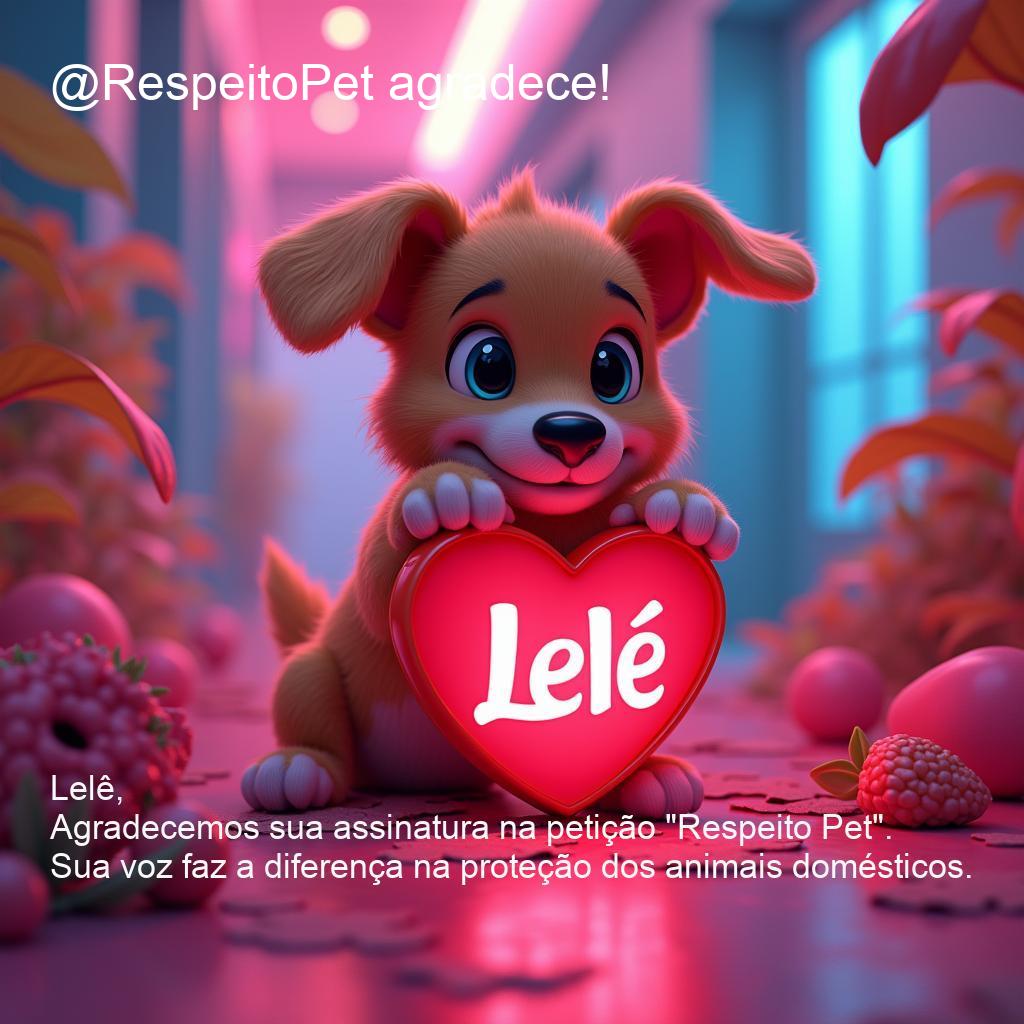 @RespeitoPet agradece!
Lelé
Lelê,
Agradecemos sua assinatura na petição "Respeito Pet".
Sua voz faz a diferença na proteção dos animais domésticos.